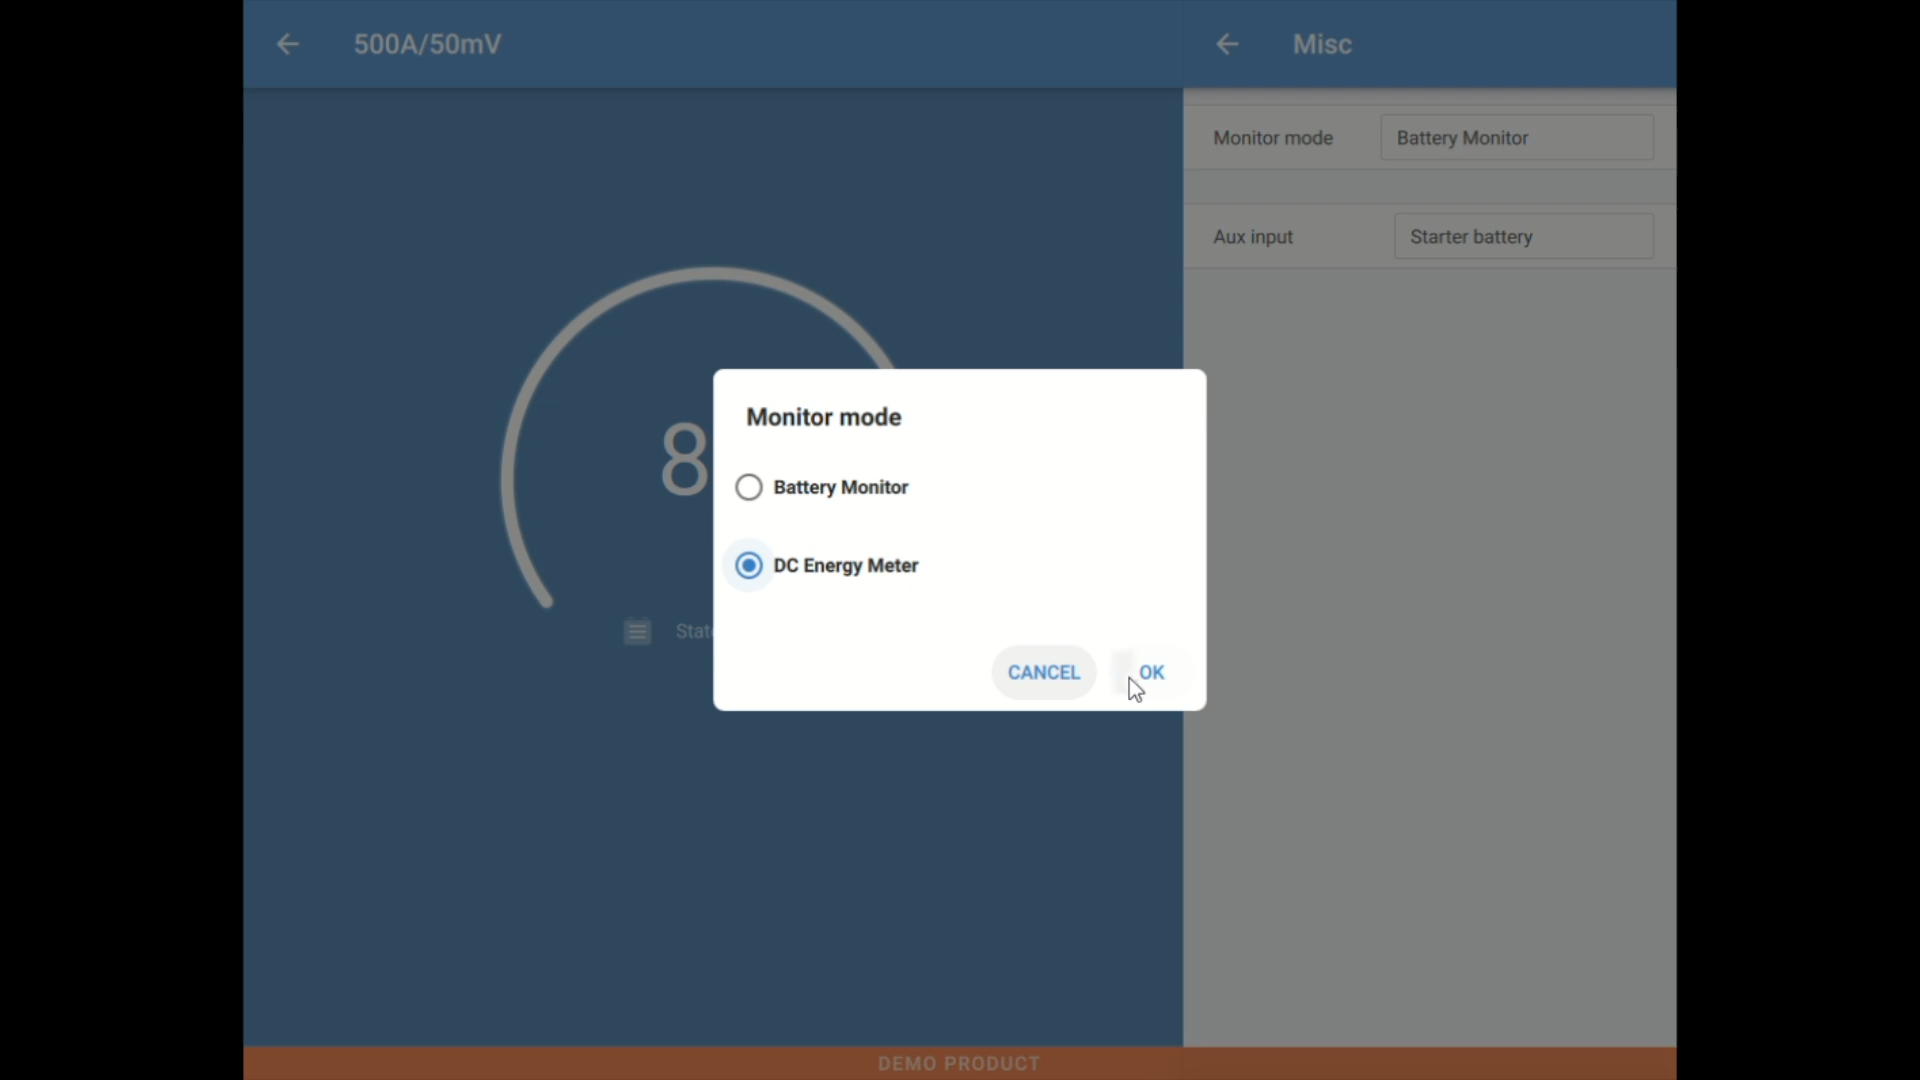 500A/50mV
Misc
Monitor mode
Battery Monitor
Aux input
Starter battery
8
Monitor mode
Battery Monitor
DC Energy Meter
CANCEL
OK
DEMO PRODUCT